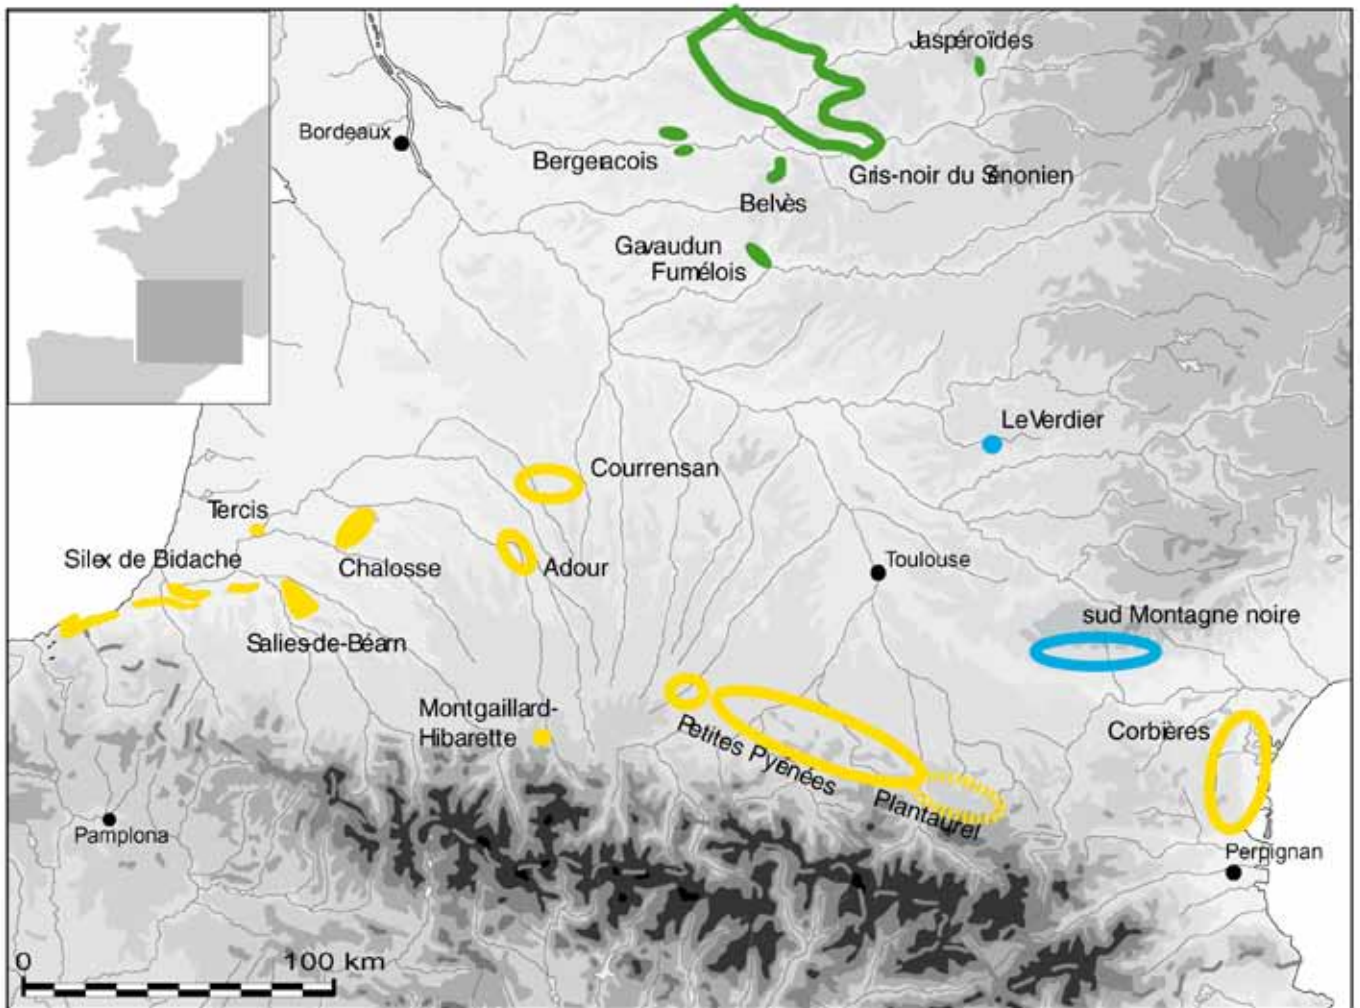 Jaspéroïdes
Bordeaux
Bergeracois
Gris-noir du Sénonien
Belvès
Gavaudun
Fumélois
Le Verdier
Courrensan
Tercis
Silex de Bidache
Chalosse
Adour
Toulouse
sud Montagne noire
Salies-de-Béarn
Montgaillard-
Hibarette
Corbières
Petites Pyrénées
Plantaurel
Pamplona
Perpignan
0 100 km